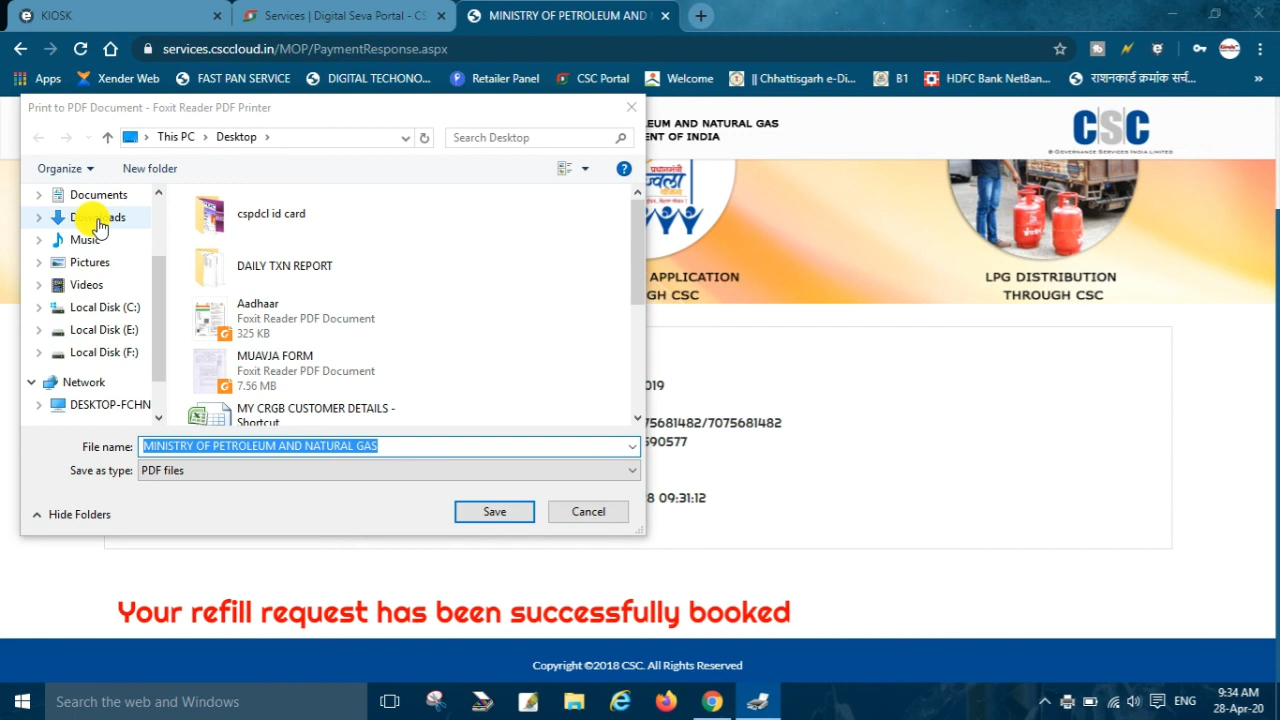 KIOSK
Services | Digital Seva Portal - CS
MINISTRY OF PETROLEUM AND
services.csccloud.in/MOP/PaymentResponse.aspx
Apps
Xender Web
FAST PAN SERVICE
DIGITAL TECHONO...
Retailer Panel
CSC Portal
Welcome
|| Chhattisgarh e-Di...
B1
HDFC Bank NetBan...
राशनकार्ड क्रमांक सर्च...
»
Print to PDF Document - Foxit Reader PDF Printer
LEUM AND NATURAL GAS
ENT OF INDIA
CSC
e-Governance Services India Limited
This PC
Desktop
Search Desktop
Organize
New folder
Documents
Downloads
Music
Pictures
Videos
Local Disk (C:)
Local Disk (E:)
Local Disk (F:)
Network
DESKTOP-FCHN
cspdcl id card
DAILY TXN REPORT
Aadhaar
Foxit Reader PDF Document
325 KB
MUAVJA FORM
Foxit Reader PDF Document
7.56 MB
MY CRGB CUSTOMER DETAILS -
Shortcut
प्रधानमंत्री
APPLICATION
GH CSC
LPG DISTRIBUTION
THROUGH CSC
019
75681482/7075681482
590577
8 09:31:12
File name:
MINISTRY OF PETROLEUM AND NATURAL GAS
Save as type:
PDF files
Hide Folders
Save
Cancel
Your refill request has been successfully booked
Copyright ©2018 CSC. All Rights Reserved
Search the web and Windows
ENG
9:34 AM
28-Apr-20